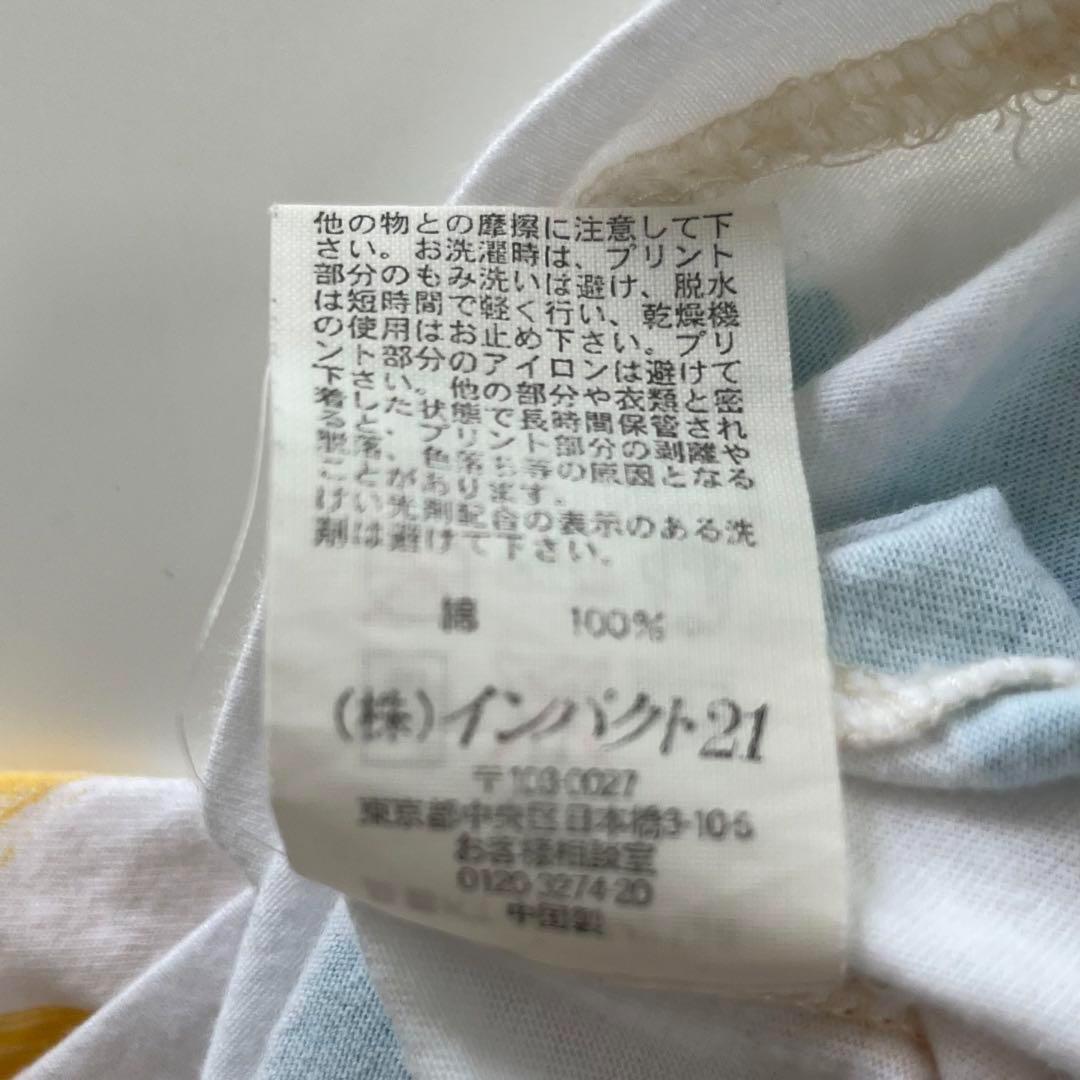 他の物との摩擦に注意して下
さい。お洗濯時は、プリント
部分のもみ洗いは避け、脱水
は短時間で軽く行い、乾燥機
の使用はお止め下さい。プリ
ント部分のアイロンは避けて
下さい。他の部分や衣類と密
着した状態で長時間保管され
ると、プリント部分の剥離や
脱落、色落ち等の原因となる
ことがあります。
けい光剤配合の表示のある洗
剤は避けて下さい。
綿 100%
(株)インパクト21
〒103-0027
東京都中央区日本橋3-10-5
お客様相談室
0120 3274 20
中国製